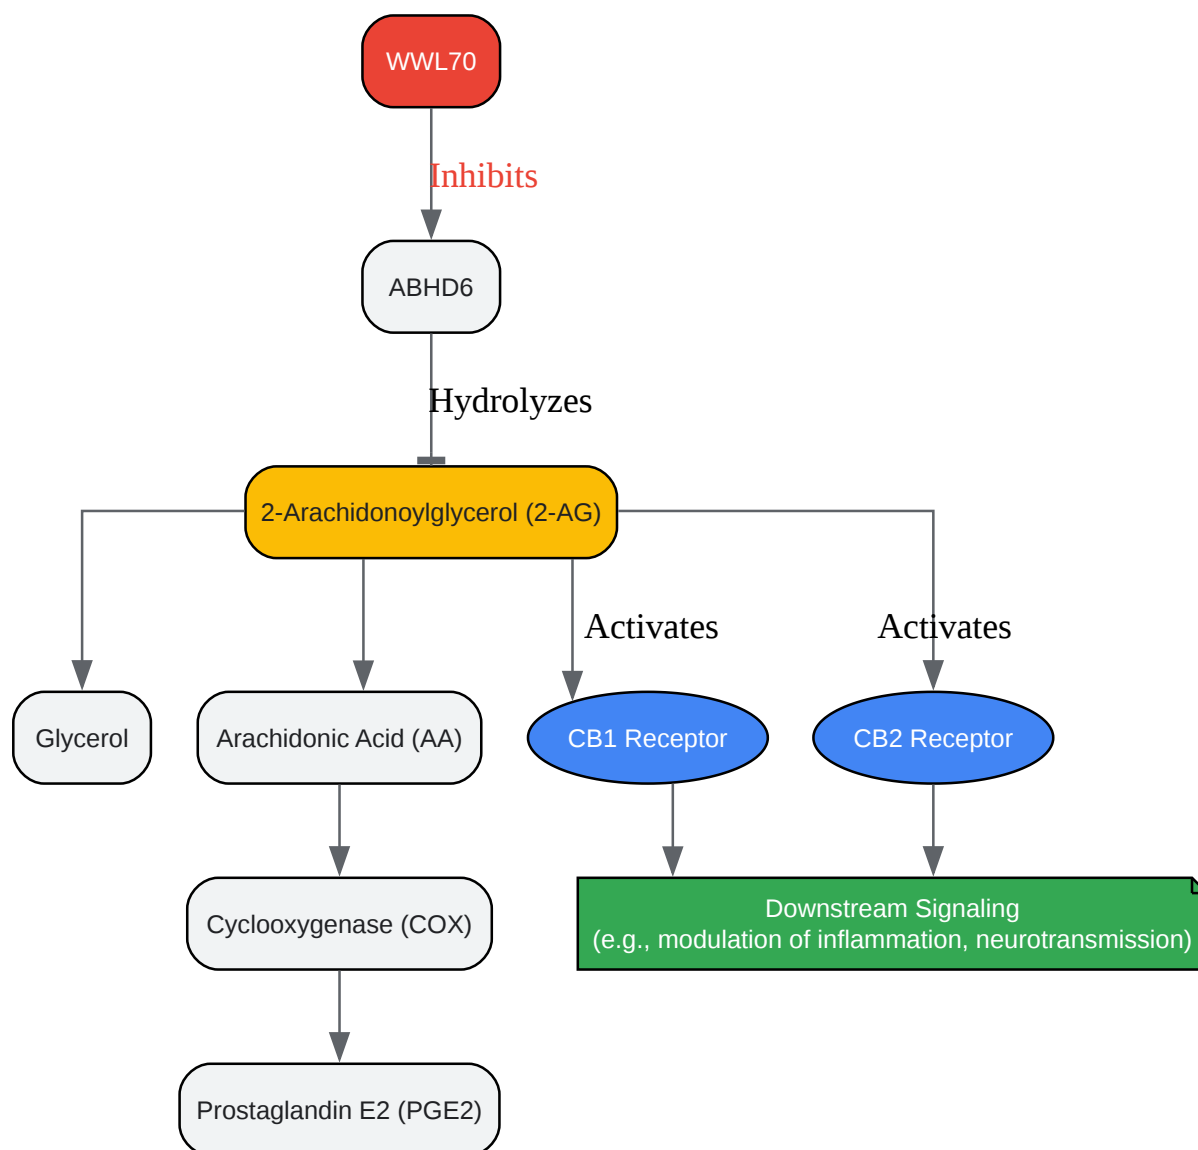 WWL70
Inhibits
ABHD6
Hydrolyzes
2-Arachidonoylglycerol (2-AG)
Activates
Activates
Glycerol
Arachidonic Acid (AA)
CB1 Receptor
CB2 Receptor
Cyclooxygenase (COX)
Downstream Signaling
(e.g., modulation of inflammation, neurotransmission)
Prostaglandin E2 (PGE2)